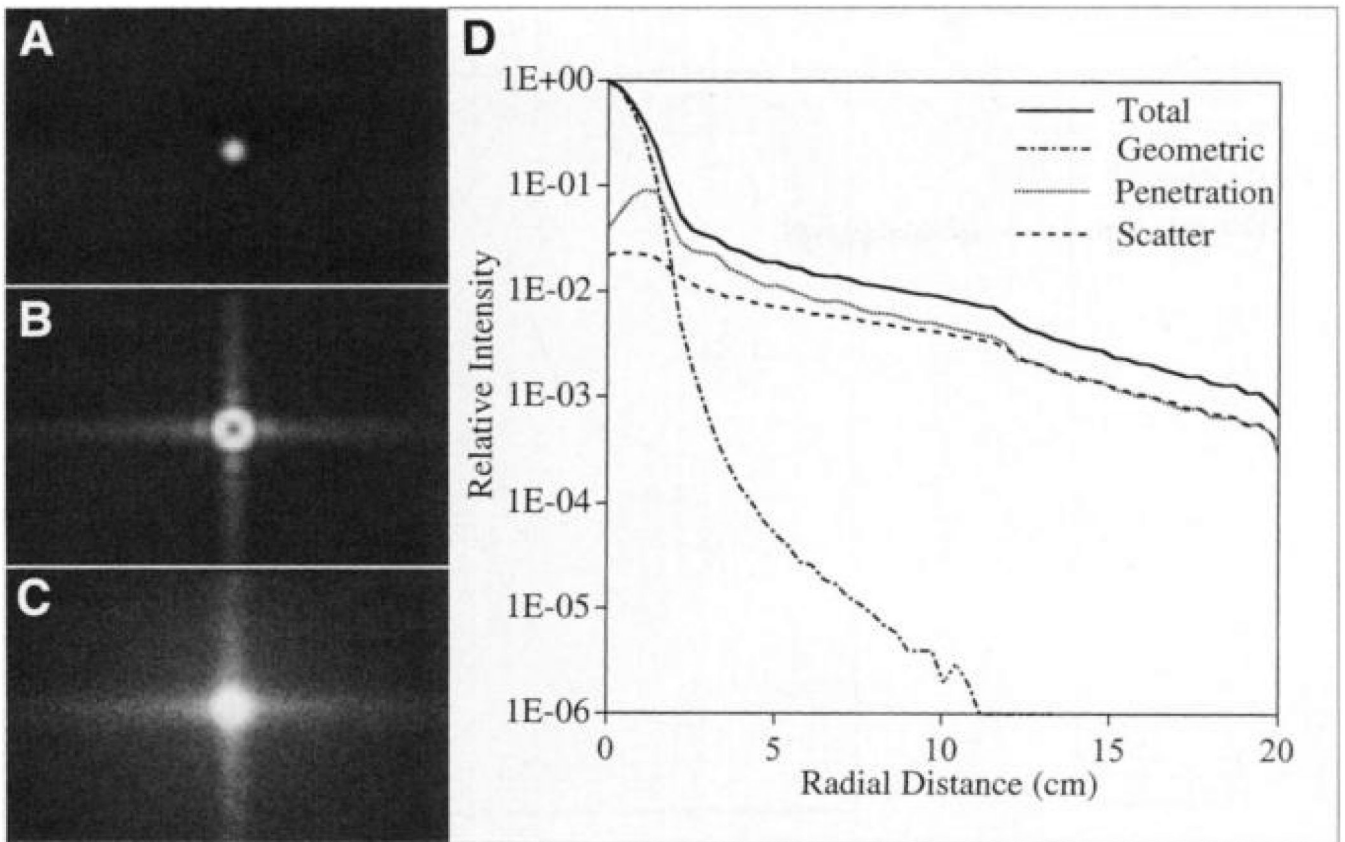 A
B
C
D
1E+00
1E-01
1E-02
1E-03
1E-04
1E-05
1E-06
Relative Intensity
Total
Geometric
Penetration
Scatter
0
5
10
15
20
Radial Distance (cm)